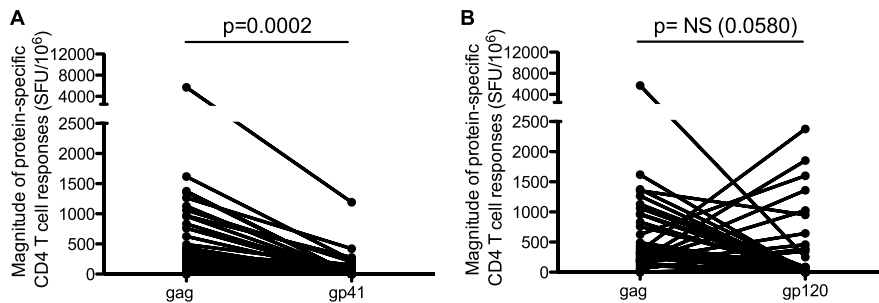 A
p=0.0002
Magnitude of protein-specific
CD4 T cell responses (SFU/10⁶)
12000
8000
4000
2500
2000
1500
1000
500
0
gag gp41
B
p= NS (0.0580)
Magnitude of protein-specific
CD4 T cell responses (SFU/10⁶)
12000
8000
4000
2500
2000
1500
1000
500
0
gag gp120